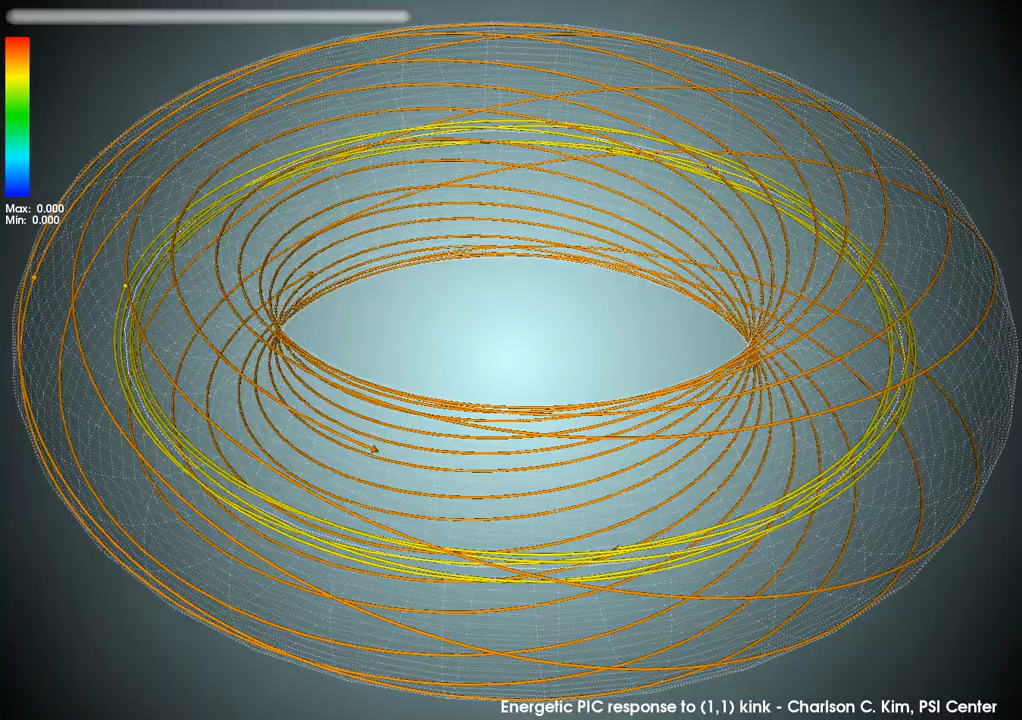 Max: 0.000
Min: 0.000
Energetic PIC response to (1,1) kink - Charlson C. Kim, PSI Center